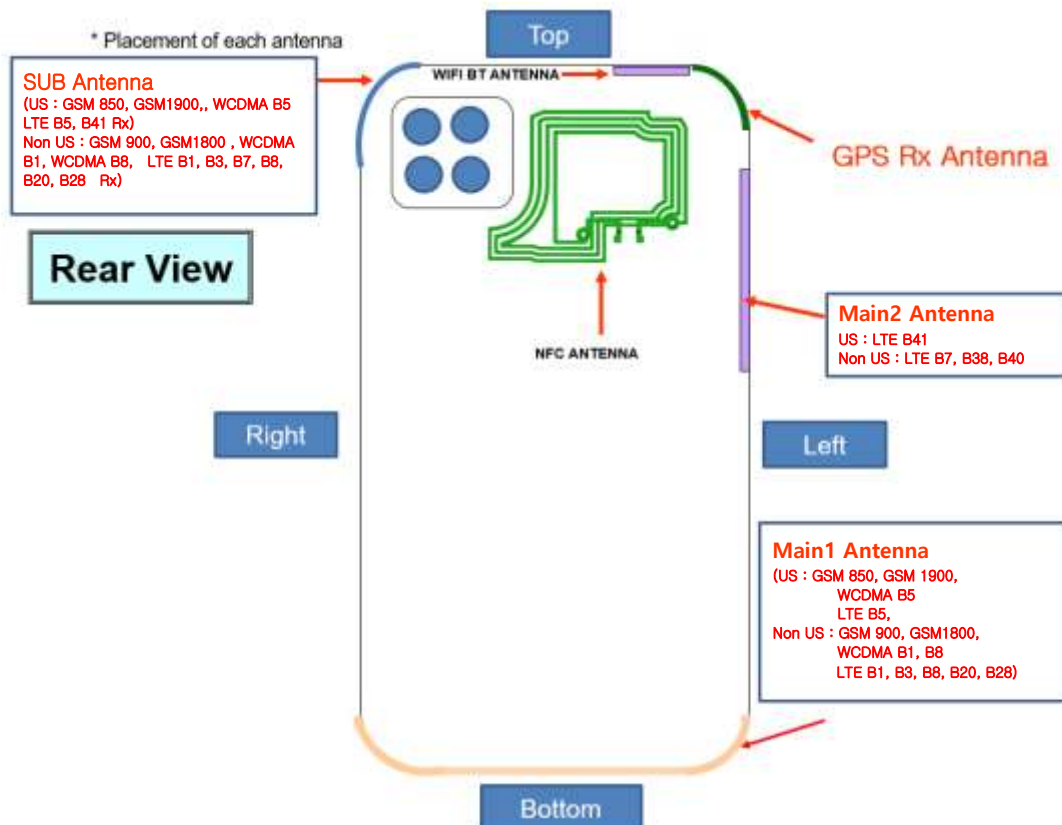 * Placement of each antenna
Top
SUB Antenna
(US : GSM 850, GSM1900,, WCDMA B5
LTE B5, B41 Rx)
Non US : GSM 900, GSM1800 , WCDMA
B1, WCDMA B8, LTE B1, B3, B7, B8,
B20, B28 Rx)
WIFI BT ANTENNA
GPS Rx Antenna
Rear View
NFC ANTENNA
Main2 Antenna
US : LTE B41
Non US : LTE B7, B38, B40
Right
Left
Main1 Antenna
(US : GSM 850, GSM 1900,
WCDMA B5
LTE B5,
Non US : GSM 900, GSM1800,
WCDMA B1, B8
LTE B1, B3, B8, B20, B28)
Bottom